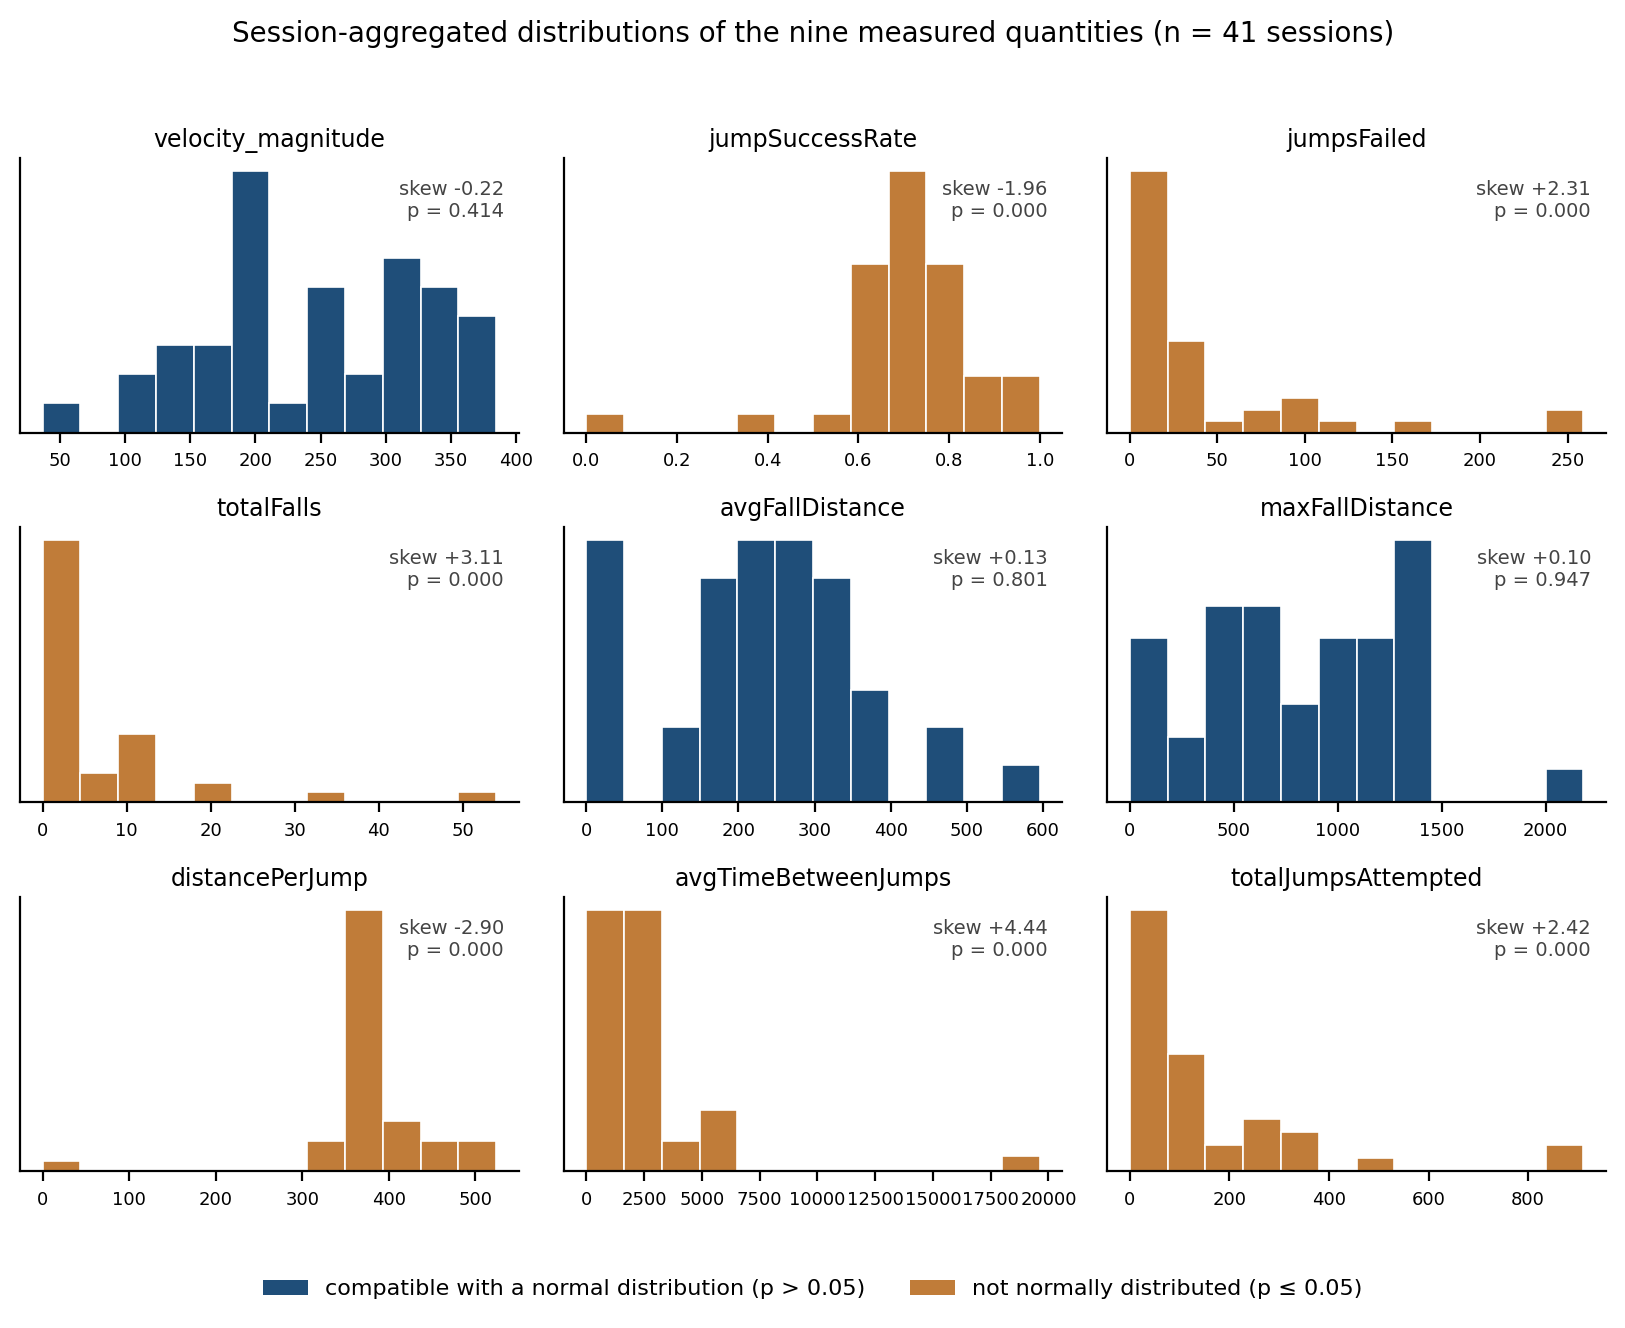 Session-aggregated distributions of the nine measured quantities (n = 41 sessions)
velocity_magnitude
skew -0.22
p = 0.414
50 100 150 200 250 300 350 400
jumpSuccessRate
skew -1.96
p = 0.000
0.0 0.2 0.4 0.6 0.8 1.0
jumpsFailed
skew +2.31
p = 0.000
0 50 100 150 200 250
totalFalls
skew +3.11
p = 0.000
0 10 20 30 40 50
avgFallDistance
skew +0.13
p = 0.801
0 100 200 300 400 500 600
maxFallDistance
skew +0.10
p = 0.947
0 500 1000 1500 2000
distancePerJump
skew -2.90
p = 0.000
0 100 200 300 400 500
avgTimeBetweenJumps
skew +4.44
p = 0.000
0 2500 5000 7500 10000 12500 15000 17500 20000
totalJumpsAttempted
skew +2.42
p = 0.000
0 200 400 600 800
compatible with a normal distribution (p > 0.05)
not normally distributed (p ≤ 0.05)